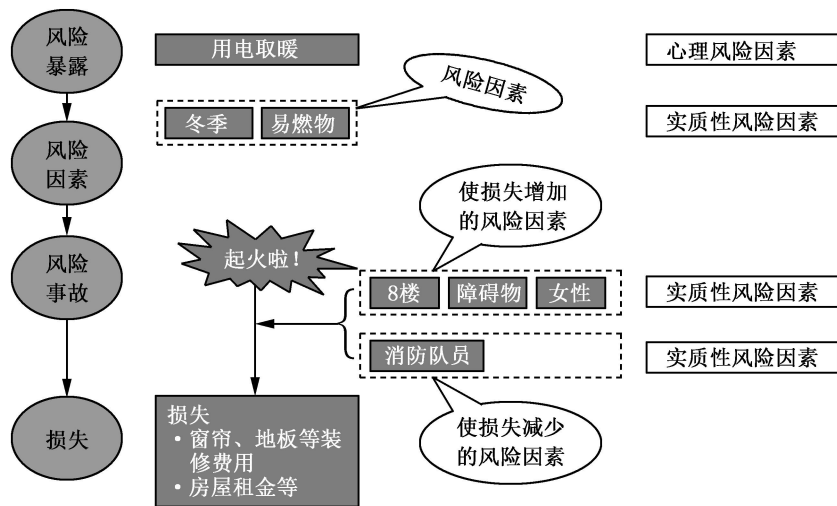 风险
暴露
用电取暖
心理风险因素
风险因素
冬季
易燃物
实质性风险因素
风险
因素
使损失增加
的风险因素
起火啦！
风险
事故
8楼
障碍物
女性
实质性风险因素
消防队员
实质性风险因素
损失
损失
·窗帘、地板等装
修费用
·房屋租金等
使损失减少
的风险因素